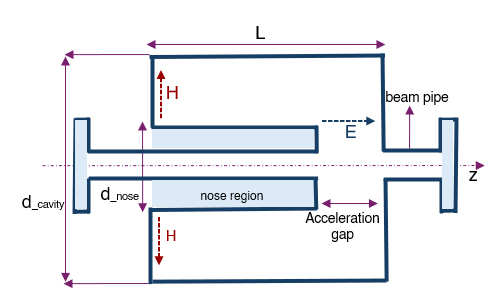 L
H
beam pipe
E
z
d_cavity
d_nose
nose region
H
Acceleration
gap